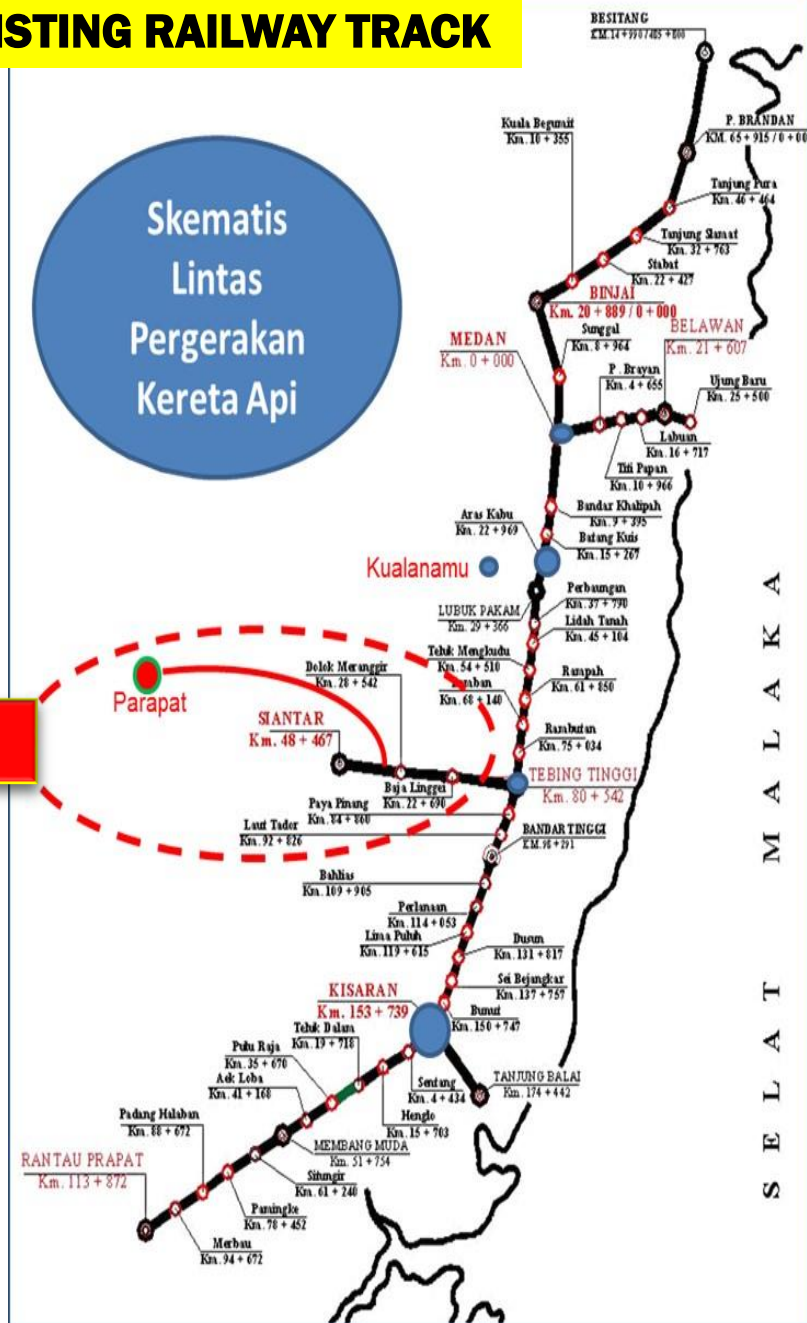 ISTING RAILWAY TRACK
BESITANG
P. BRANDAN
Kuala Begumit
Km. 10 + 355
Tanjung Pura
Km. 40 + 464
Tanjung Slamat
Km. 32 + 763
Stabat
Km. 22 + 427
Skematis
Lintas
Pergerakan
Kereta Api
BINJAI
Km. 20 + 889 / 0 + 000
MEDAN
Km. 0 + 000
Sunggal
Km. 8 + 964
BELAWAN
Km. 21 + 607
P. Brayan
Km. 4 + 655
Ujung Baru
Km. 25 + 500
Labuan
Km. 16 + 717
Titi Papan
Km. 10 + 966
Bandar Khalipah
Km. 9 + 395
Aras Kabu
Km. 22 + 969
Batang Kuis
Km. 15 + 267
Kualanamu
LUBUK PAKAM
Km. 29 + 366
Perbaungan
Km. 37 + 790
Lidah Tanah
Km. 45 + 104
Teluk Mengkudu
Km. 54 + 510
Rampah
Km. 61 + 850
Km. 68 + 140
Parapat
Dolok Meranggir
Km. 28 + 542
SIANTAR
Km. 48 + 467
Rambutan
Km. 75 + 034
TEBING TINGGI
Km. 80 + 542
Baja Linggei
Km. 22 + 690
Paya Pinang
Km. 84 + 860
Laut Tador
Km. 92 + 826
BANDAR TINGGI
KM. 98 + 291
Bahlias
Km. 109 + 905
Perlanaan
Km. 114 + 053
Lima Puluh
Km. 119 + 615
Dusun
Km. 131 + 817
Sei Bejangkar
Km. 137 + 757
KISARAN
Km. 153 + 739
Bunut
Km. 150 + 747
Teluk Dalam
Km. 19 + 718
Pulu Raja
Km. 35 + 670
Aek Loba
Km. 41 + 168
Sentang
Km. 4 + 434
TANJUNG BALAI
Km. 174 + 442
Henglo
Km. 15 + 703
Padang Halaban
Km. 88 + 672
MEMBANG MUDA
Km. 51 + 754
RANTAU PRAPAT
Km. 113 + 872
Situngir
Km. 61 + 240
Pamingke
Km. 78 + 452
Merbau
Km. 94 + 672
SELAT MALAKA